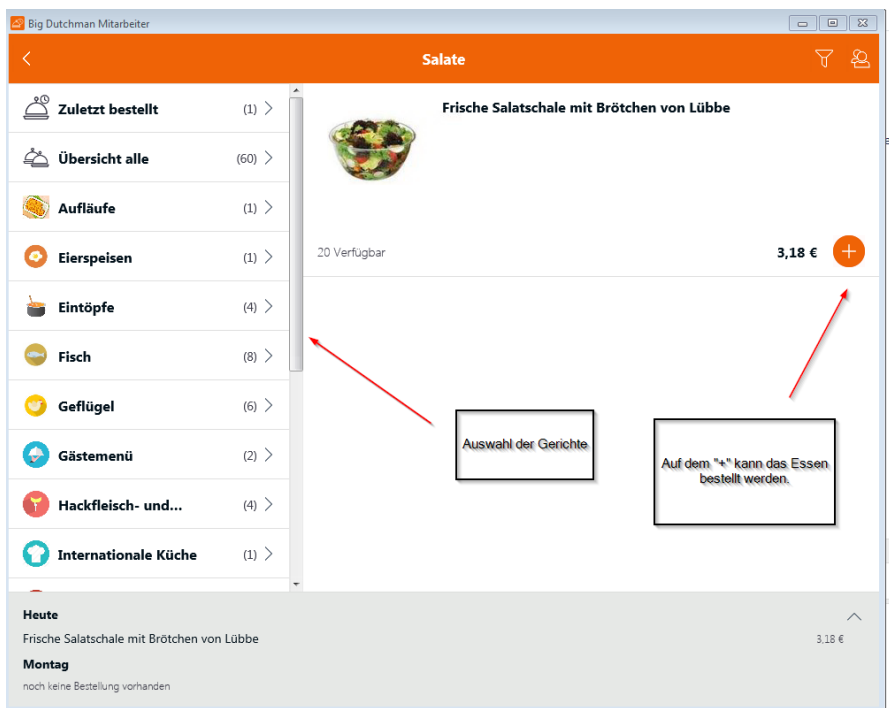 Big Dutchman Mitarbeiter
Salate
Zuletzt bestellt (1)
Übersicht alle (60)
Aufläufe (1)
Eierspeisen (1)
Eintöpfe (4)
Fisch (8)
Geflügel (6)
Gästemenü (2)
Hackfleisch- und... (4)
Internationale Küche (1)
Frische Salatschale mit Brötchen von Lübbe
20 Verfügbar 3,18 €
Auswahl der Gerichte
Auf dem "+" kann das Essen
bestellt werden.
Heute
Frische Salatschale mit Brötchen von Lübbe 3,18 €
Montag
noch keine Bestellung vorhanden